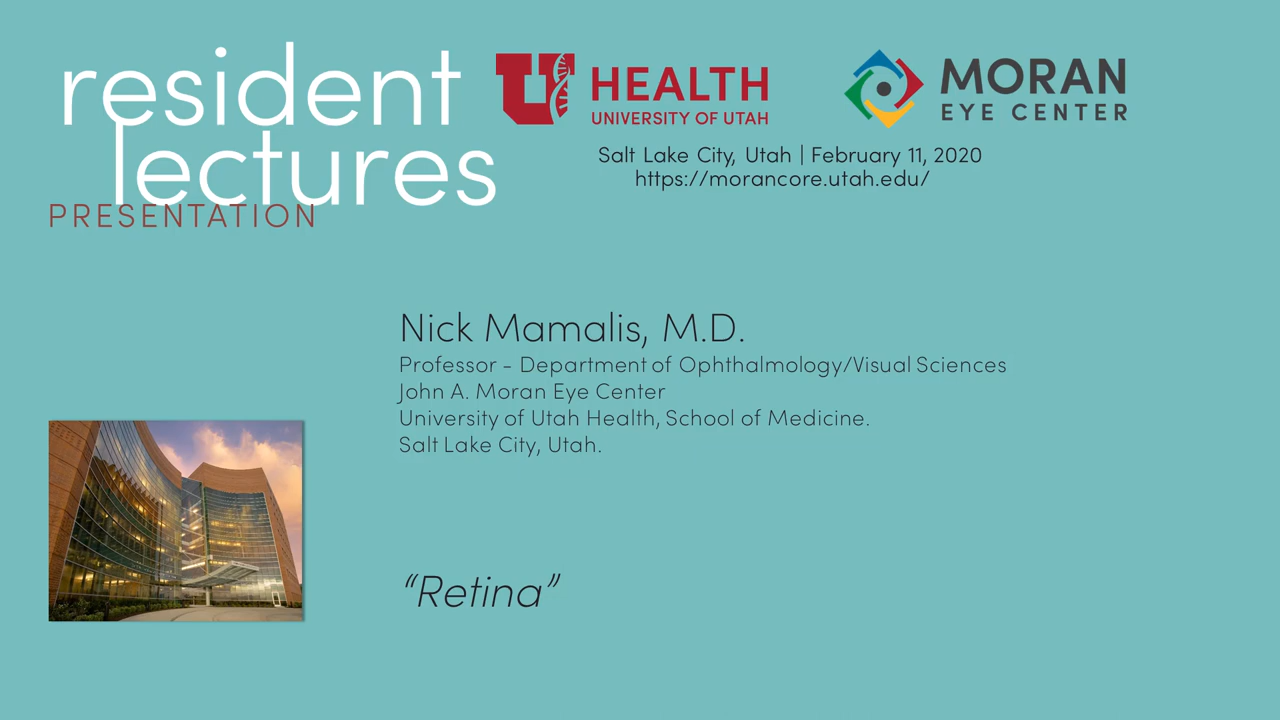 resident
lectures
PRESENTATION
U HEALTH
UNIVERSITY OF UTAH
MORAN
EYE CENTER
Salt Lake City, Utah | February 11, 2020
https://morancore.utah.edu/
Nick Mamalis, M.D.
Professor - Department of Ophthalmology/Visual Sciences
John A. Moran Eye Center
University of Utah Health, School of Medicine.
Salt Lake City, Utah.
“Retina”